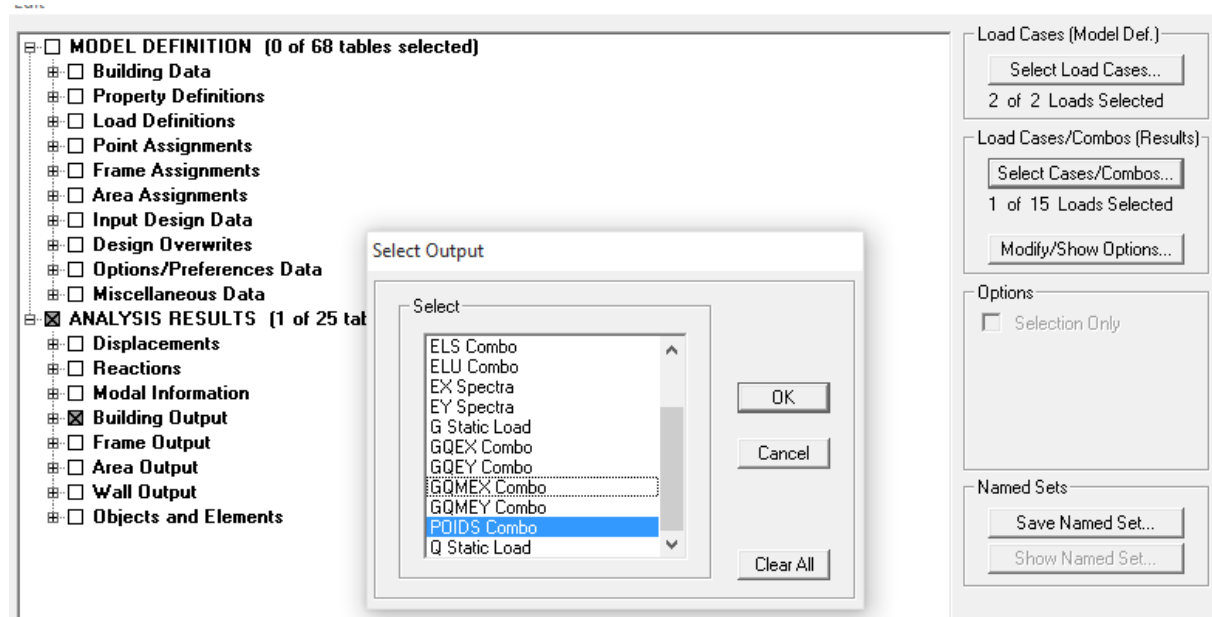 MODEL DEFINITION (0 of 68 tables selected)
Building Data
Property Definitions
Load Definitions
Point Assignments
Frame Assignments
Area Assignments
Input Design Data
Design Overwrites
Options/Preferences Data
Miscellaneous Data
ANALYSIS RESULTS (1 of 25 tab
Displacements
Reactions
Modal Information
Building Output
Frame Output
Area Output
Wall Output
Objects and Elements
Select Output
Select
ELS Combo
ELU Combo
EX Spectra
EY Spectra
G Static Load
GQEX Combo
GQEY Combo
GQMEX Combo
GQMEY Combo
POIDS Combo
Q Static Load
OK
Cancel
Clear All
Load Cases (Model Def.)
Select Load Cases...
2 of 2 Loads Selected
Load Cases/Combos (Results)
Select Cases/Combos...
1 of 15 Loads Selected
Modify/Show Options...
Options
Selection Only
Named Sets
Save Named Set...
Show Named Set...